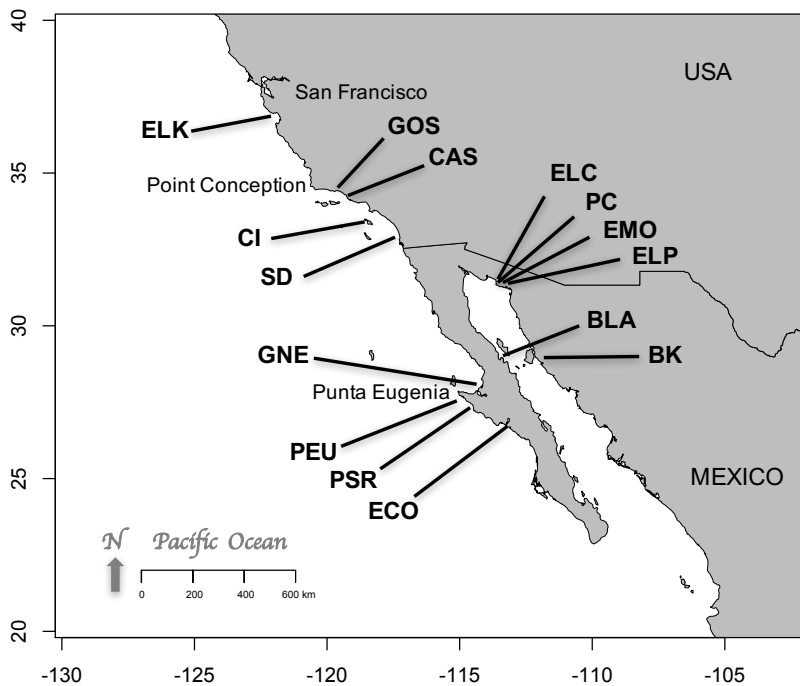 40
USA
San Francisco
GOS
ELK
CAS
35
ELC
Point Conception
PC
EMO
CI
ELP
SD
30
BLA
GNE
BK
Punta Eugenia
PEU
PSR
MEXICO
25
ECO
N Pacific Ocean
0 200 400 600 km
20
-130 -125 -120 -115 -110 -105